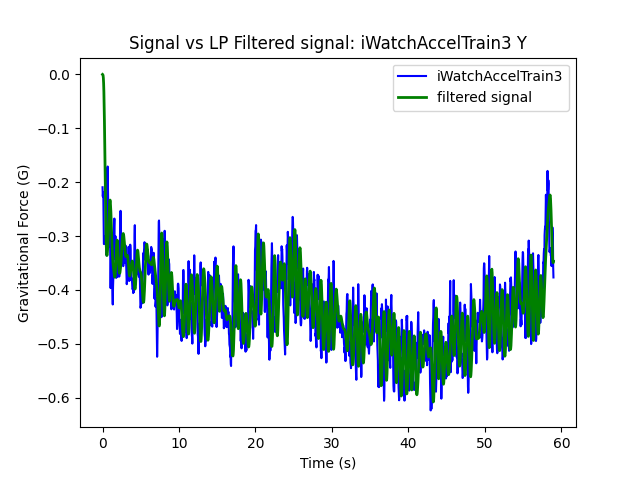 Signal vs LP Filtered signal: iWatchAccelTrain3 Y
iWatchAccelTrain3
filtered signal
Gravitational Force (G)
0.0
−0.1
−0.2
−0.3
−0.4
−0.5
−0.6
0 10 20 30 40 50 60
Time (s)